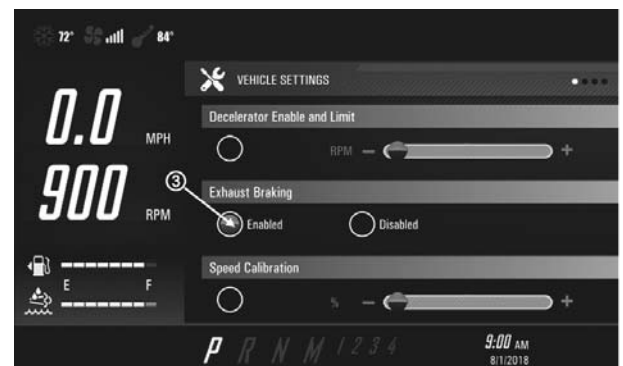 72° 84°
VEHICLE SETTINGS
0.0 MPH
Decelerator Enable and Limit
RPM − +
900 RPM
③
Exhaust Braking
Enabled Disabled
Speed Calibration
E F
% − +
P R N M 1 2 3 4
9:00 AM
8/1/2018